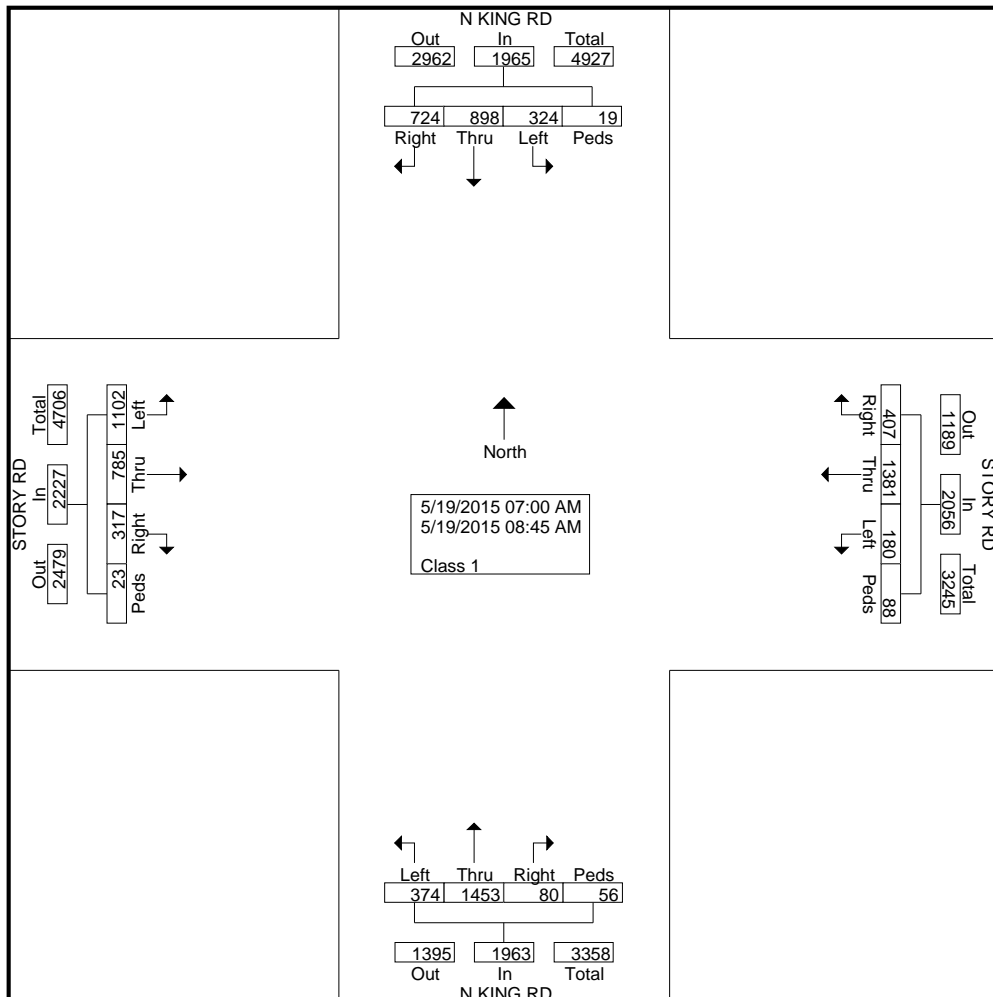 N KING RD
Out In Total
2962 1965 4927
724 898 324 19
Right Thru Left Peds
STORY RD
Total In Out
4706 2227 2479
1102 785 317 23
Left Thru Right Peds
North
5/19/2015 07:00 AM
5/19/2015 08:45 AM
Class 1
Right Thru Left Peds
407 1381 180 88
Out In Total
1189 2056 3245
STORY RD
Left Thru Right Peds
374 1453 80 56
1395 1963 3358
Out In Total
N KING RD